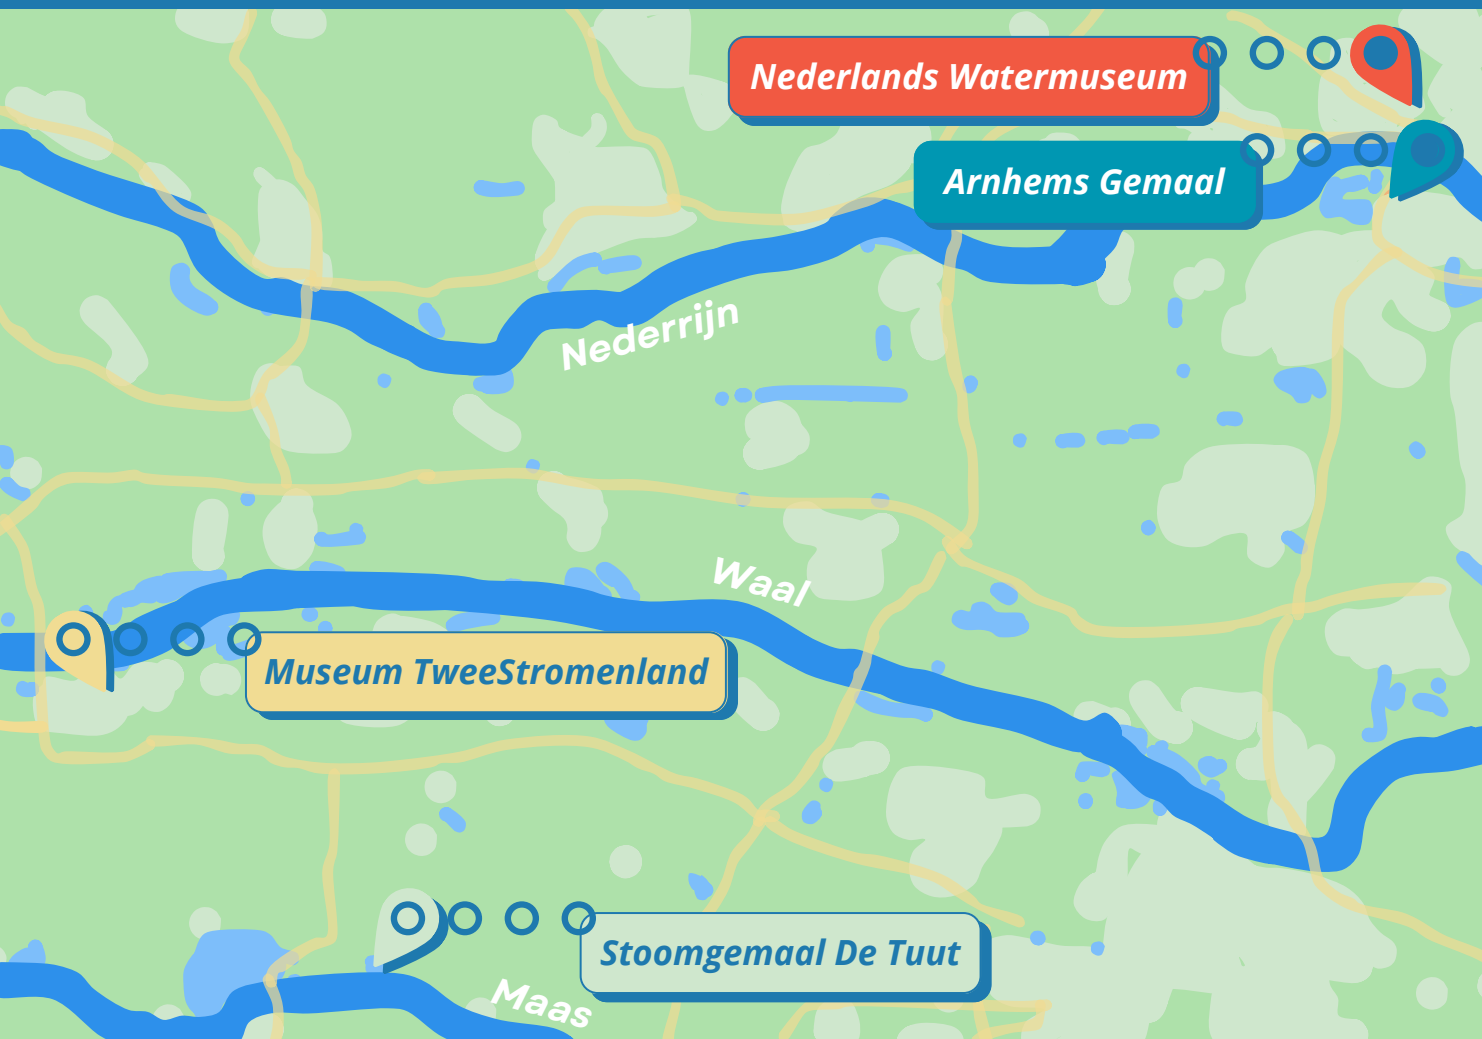 Nederlands Watermuseum
Arnhems Gemaal
Nederrijn
Waal
Museum TweeStromenland
Stoomgemaal De Tuut
Maas